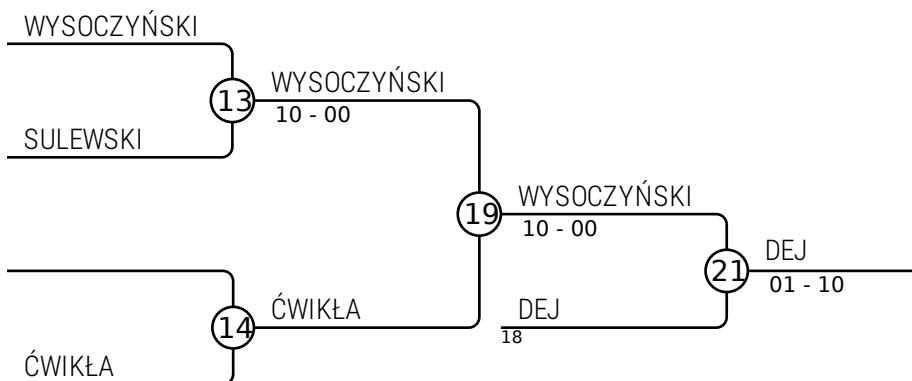 WYSOCZYŃSKI
13
WYSOCZYŃSKI
10 - 00
SULEWSKI
19
WYSOCZYŃSKI
10 - 00
21
DEJ
01 - 10
14
ĆWIKŁA
DEJ
18
ĆWIKŁA